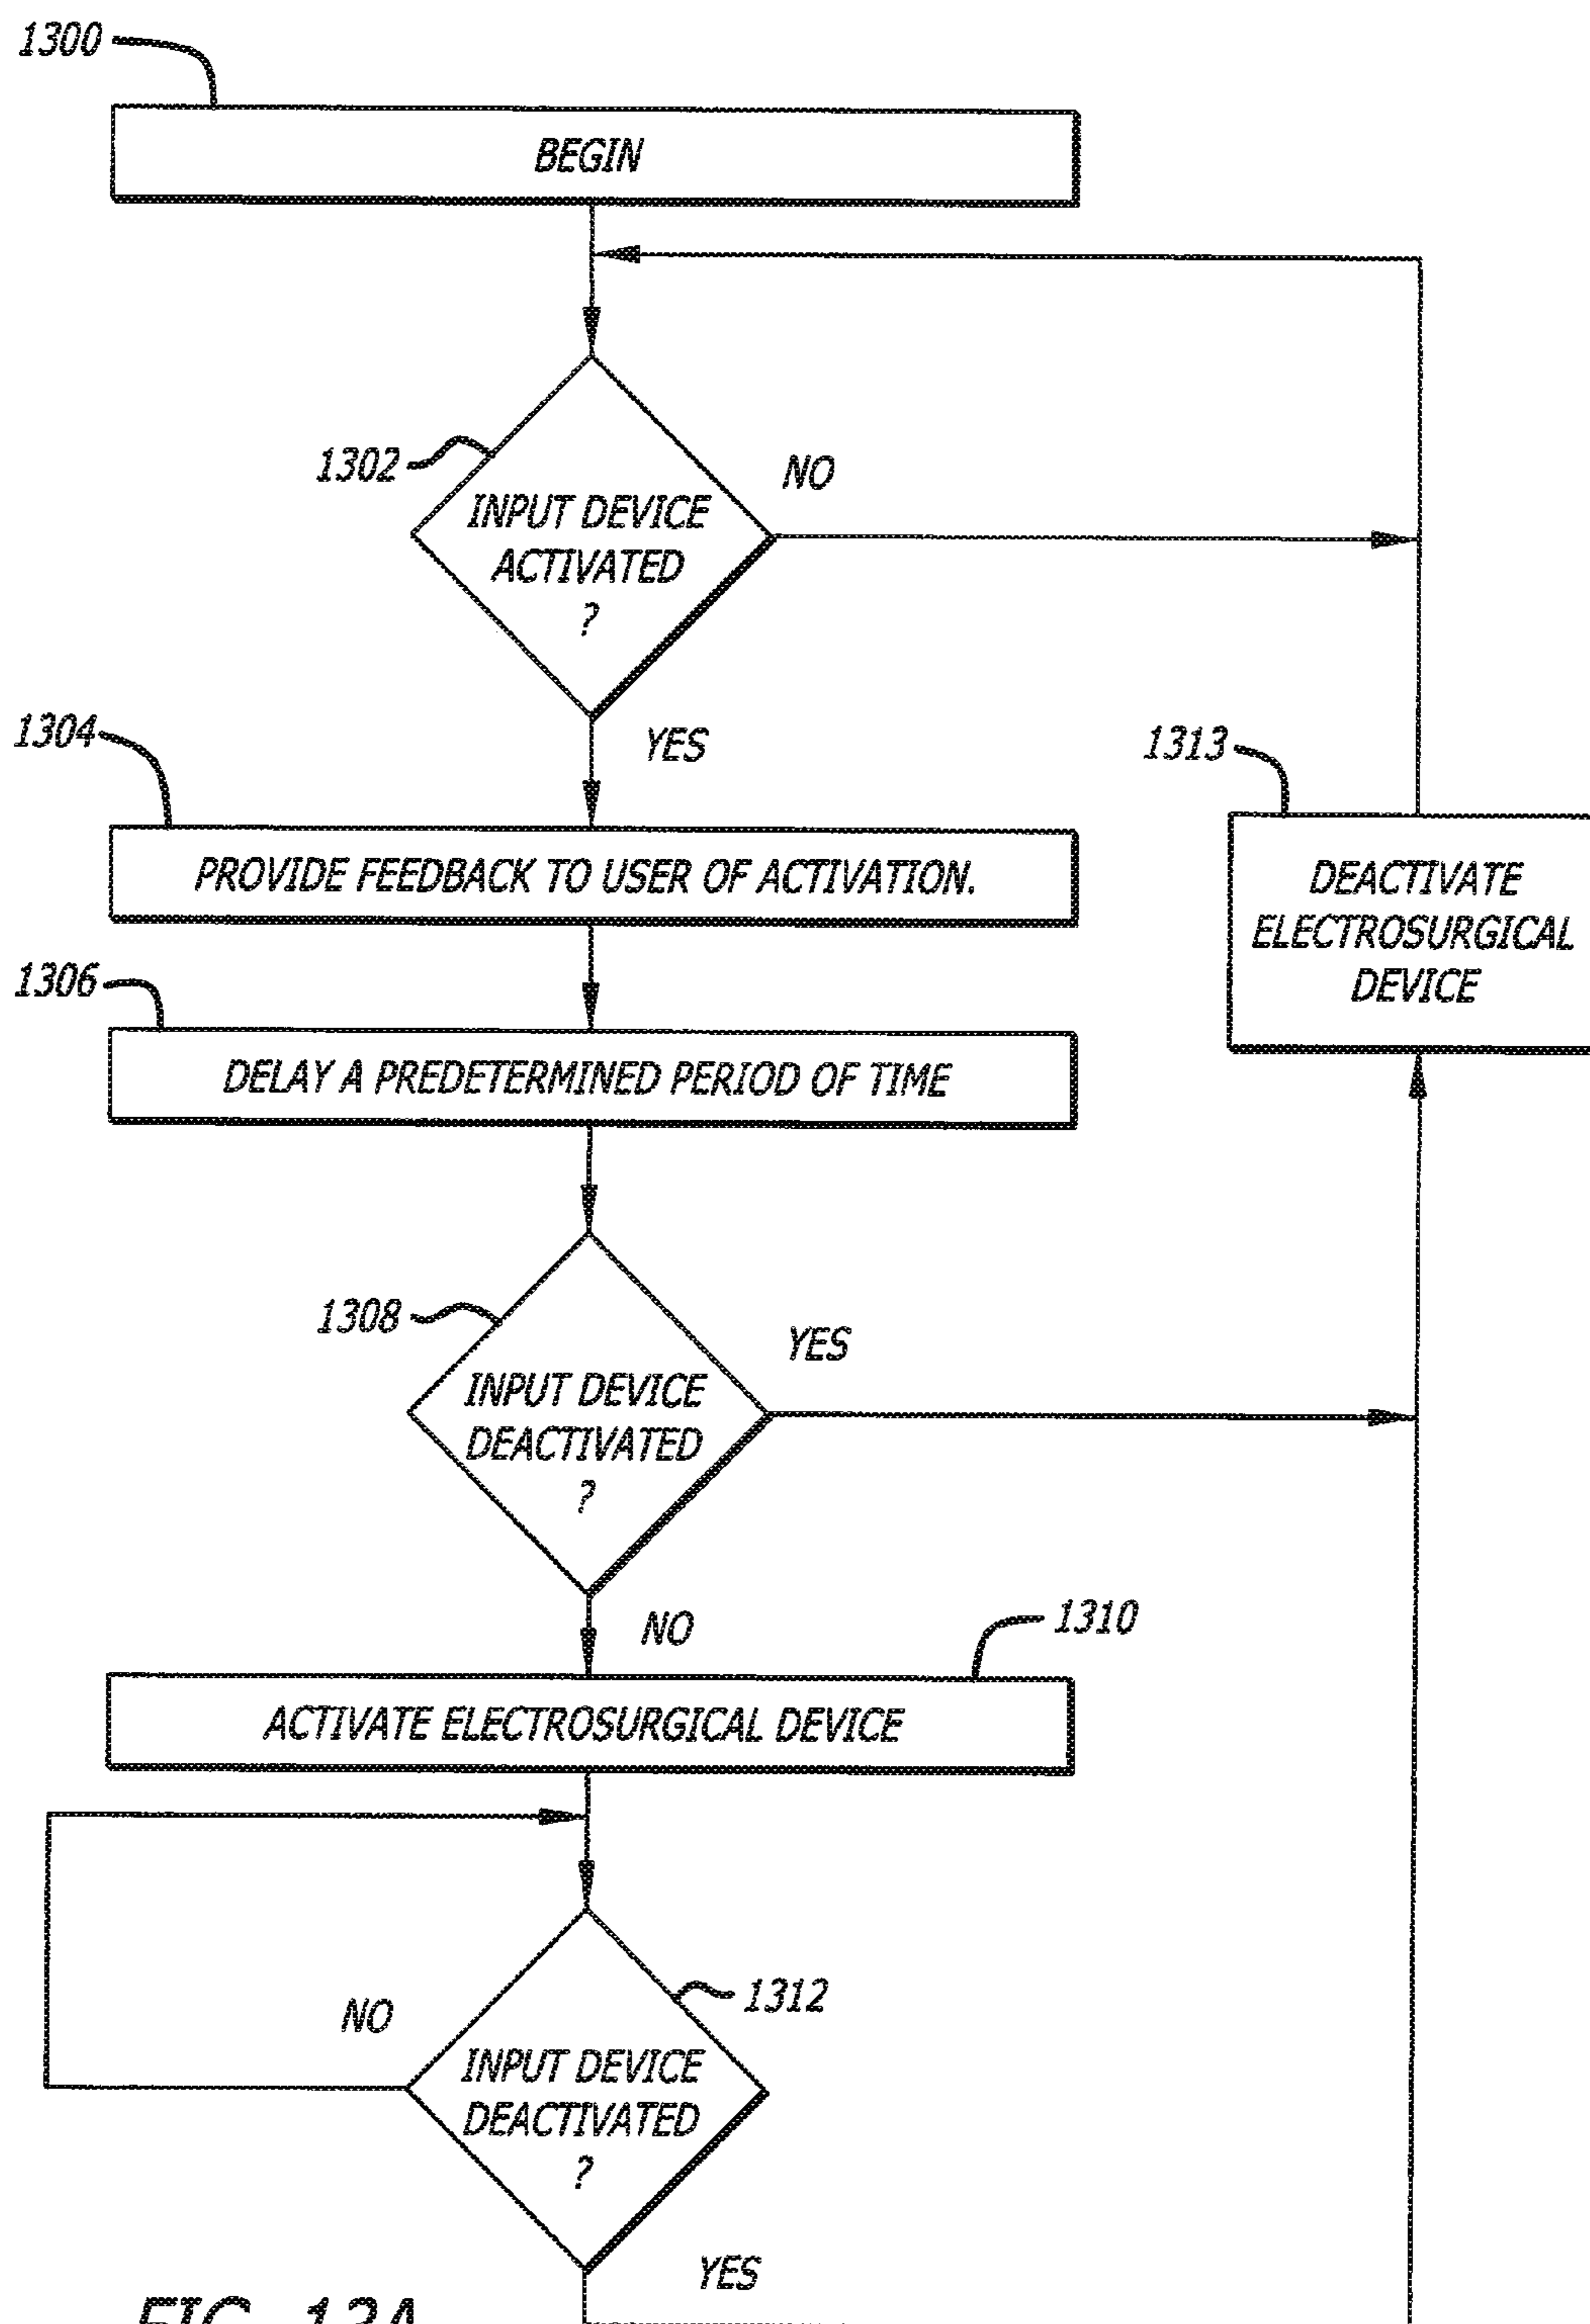 1300
BEGIN
1302
INPUT DEVICE
ACTIVATED
?
NO
YES
1304
PROVIDE FEEDBACK TO USER OF ACTIVATION.
1313
DEACTIVATE
ELECTROSURGICAL
DEVICE
1306
DELAY A PREDETERMINED PERIOD OF TIME
1308
INPUT DEVICE
DEACTIVATED
?
YES
NO
1310
ACTIVATE ELECTROSURGICAL DEVICE
1312
INPUT DEVICE
DEACTIVATED
?
NO
YES
FIG. 13A